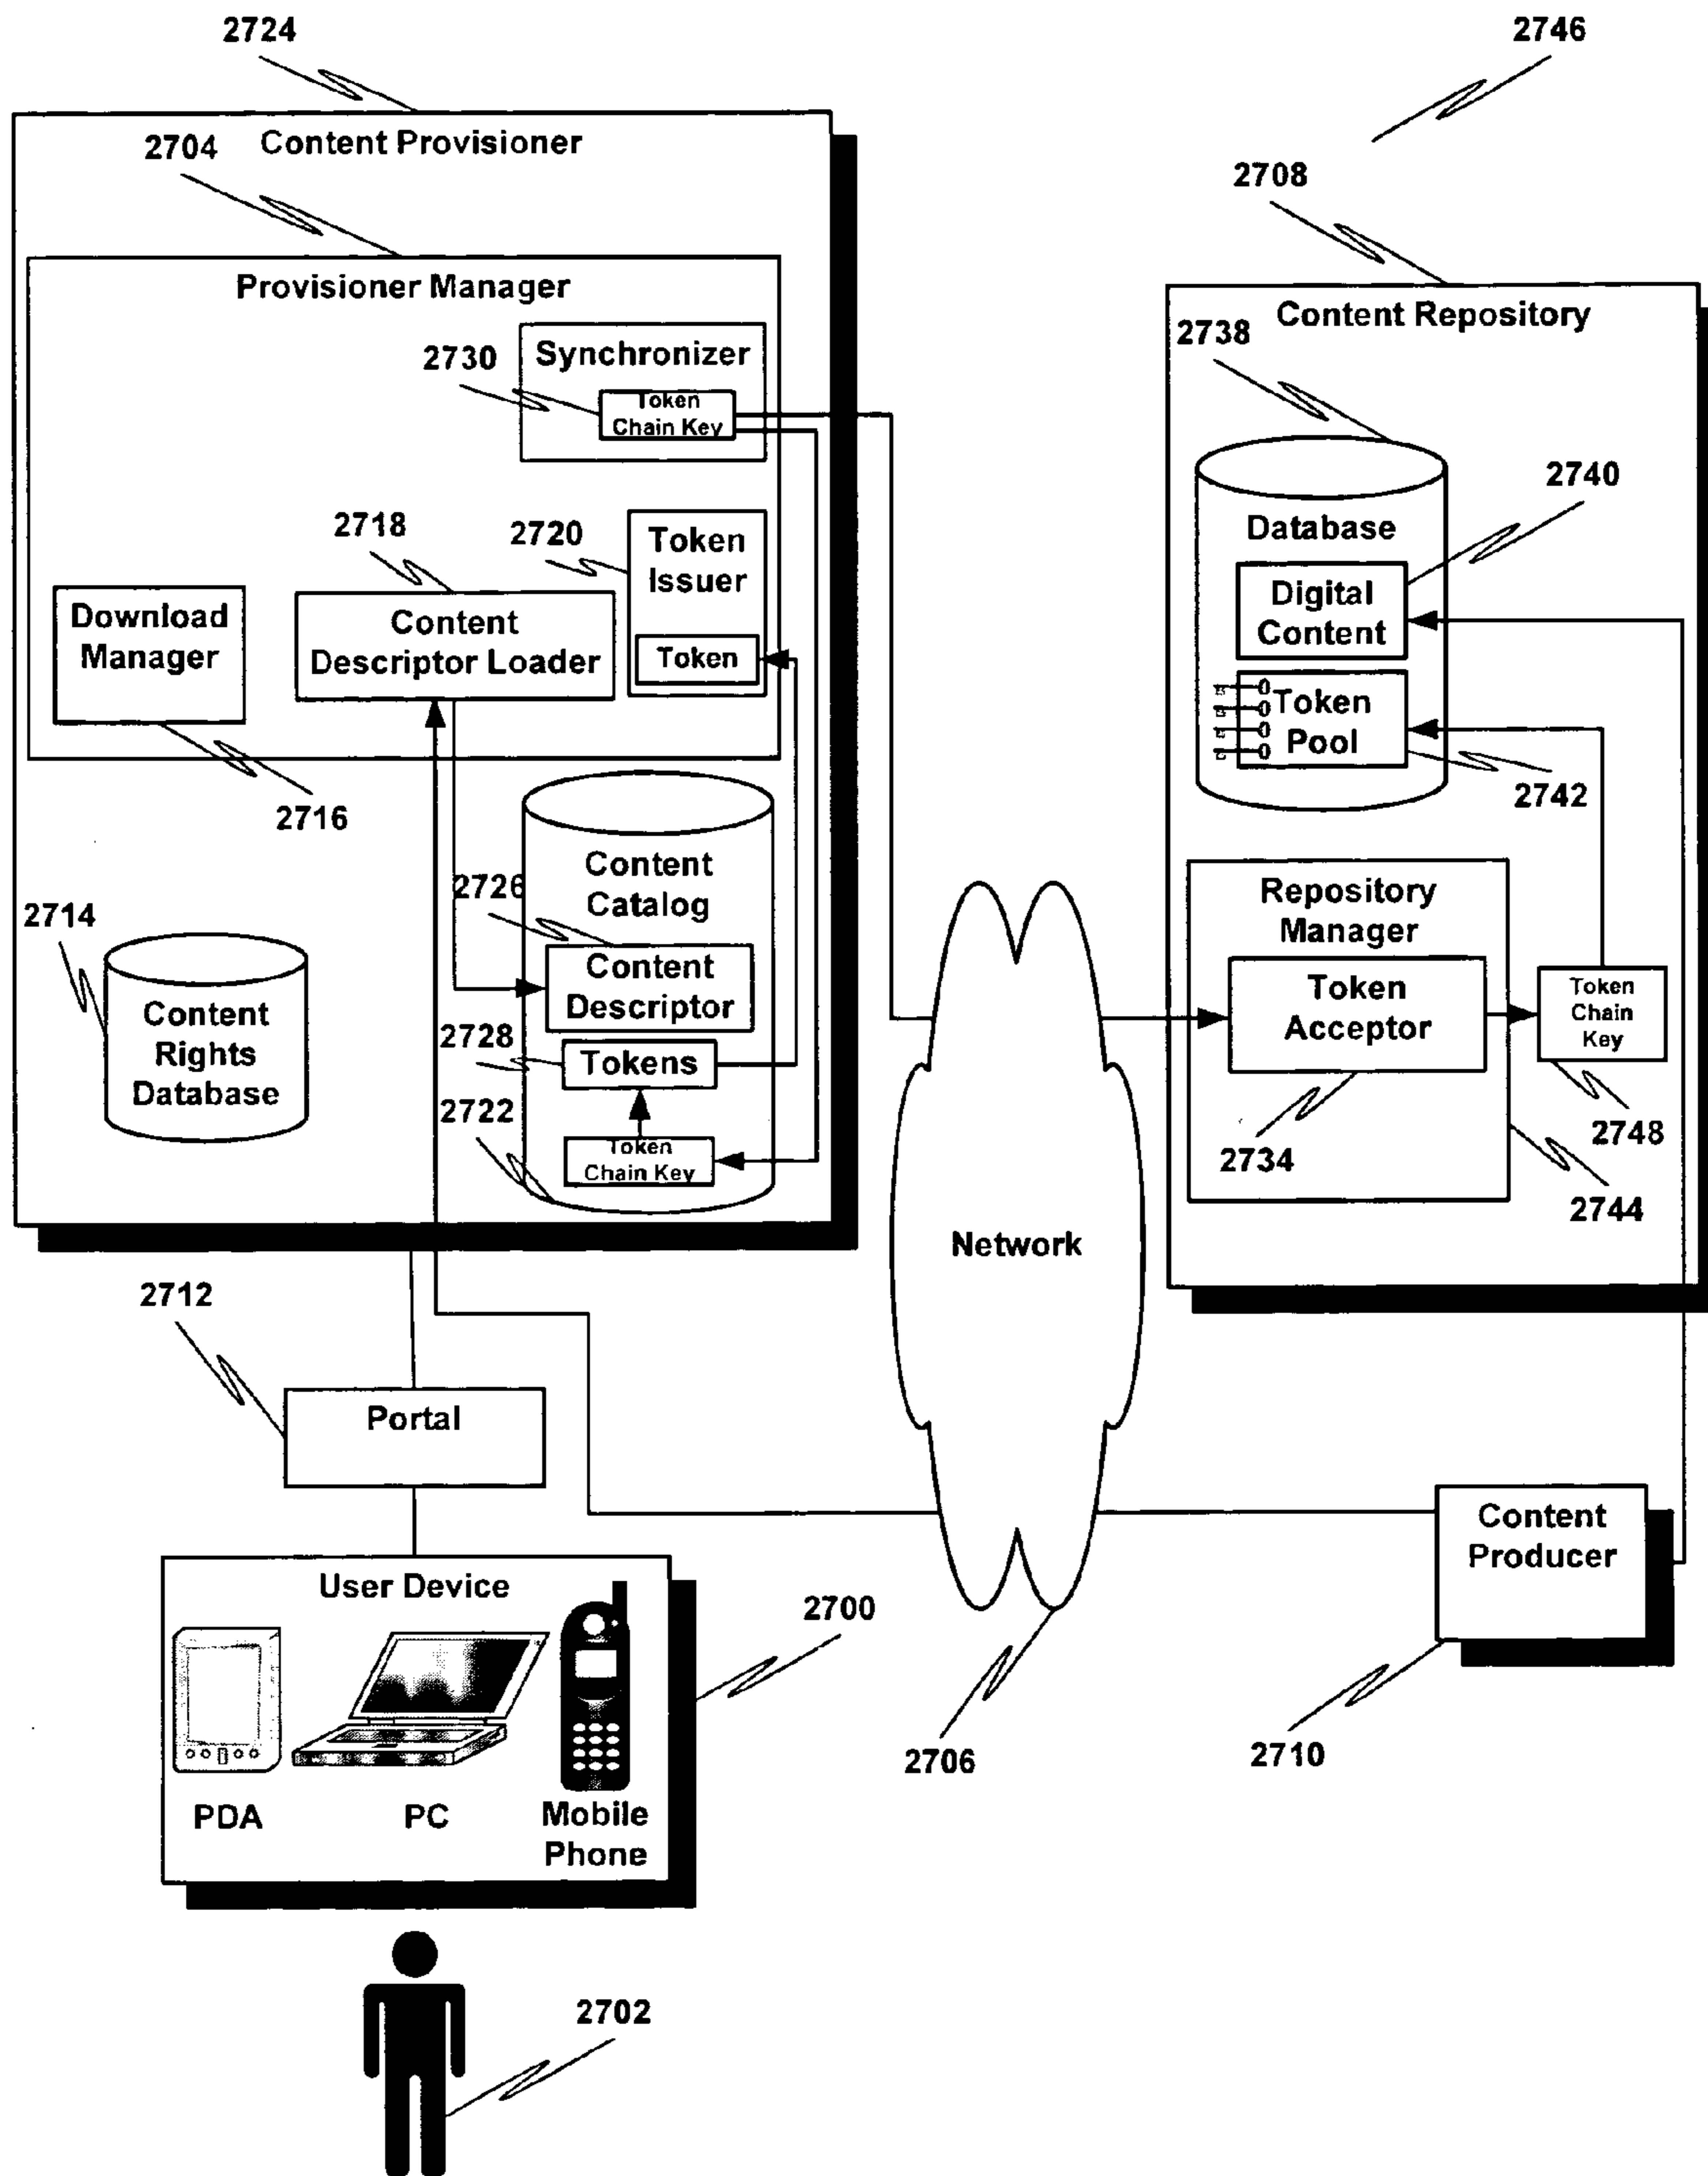 2724
2746
2704
Content Provisioner
2708
Provisioner Manager
Content Repository
2738
2730
Synchronizer
Token
Chain Key
2740
2718
2720
Token
Issuer
Database
Digital
Content
Download
Manager
Content
Descriptor Loader
Token
Token
Pool
2716
2742
Content
Catalog
2726
2714
Repository
Manager
Content
Descriptor
Token
Acceptor
Token
Chain
Key
Content
Rights
Database
2728
Tokens
2722
Token
Chain Key
2734
2748
2744
Network
2712
Portal
Content
Producer
User Device
2700
2706
2710
PDA
PC
Mobile
Phone
2702